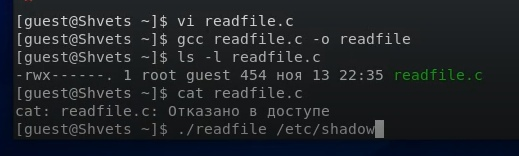 [guest@Shvets ~]$ vi readfile.c
[guest@Shvets ~]$ gcc readfile.c -o readfile
[guest@Shvets ~]$ ls -l readfile.c
-rwx------. 1 root guest 454 ноя 13 22:35 readfile.c
[guest@Shvets ~]$ cat readfile.c
cat: readfile.c: Отказано в доступе
[guest@Shvets ~]$ ./readfile /etc/shadow